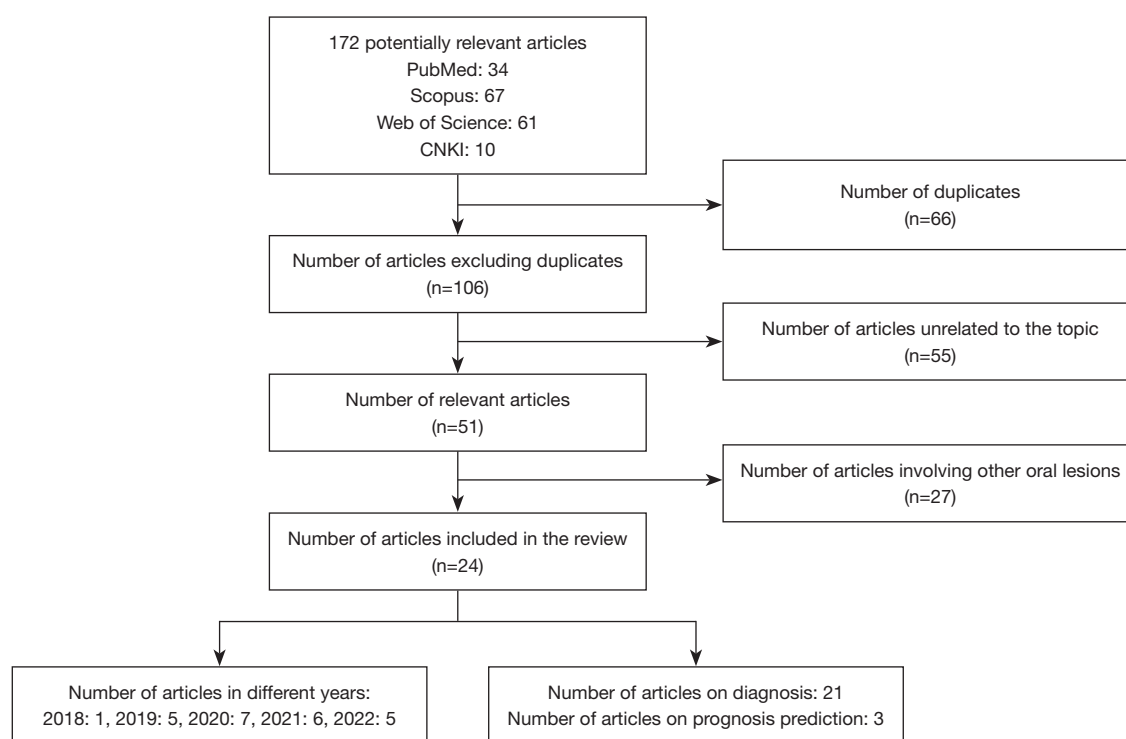 172 potentially relevant articles
PubMed: 34
Scopus: 67
Web of Science: 61
CNKI: 10
Number of duplicates
(n=66)
Number of articles excluding duplicates
(n=106)
Number of articles unrelated to the topic
(n=55)
Number of relevant articles
(n=51)
Number of articles involving other oral lesions
(n=27)
Number of articles included in the review
(n=24)
Number of articles in different years:
2018: 1, 2019: 5, 2020: 7, 2021: 6, 2022: 5
Number of articles on diagnosis: 21
Number of articles on prognosis prediction: 3